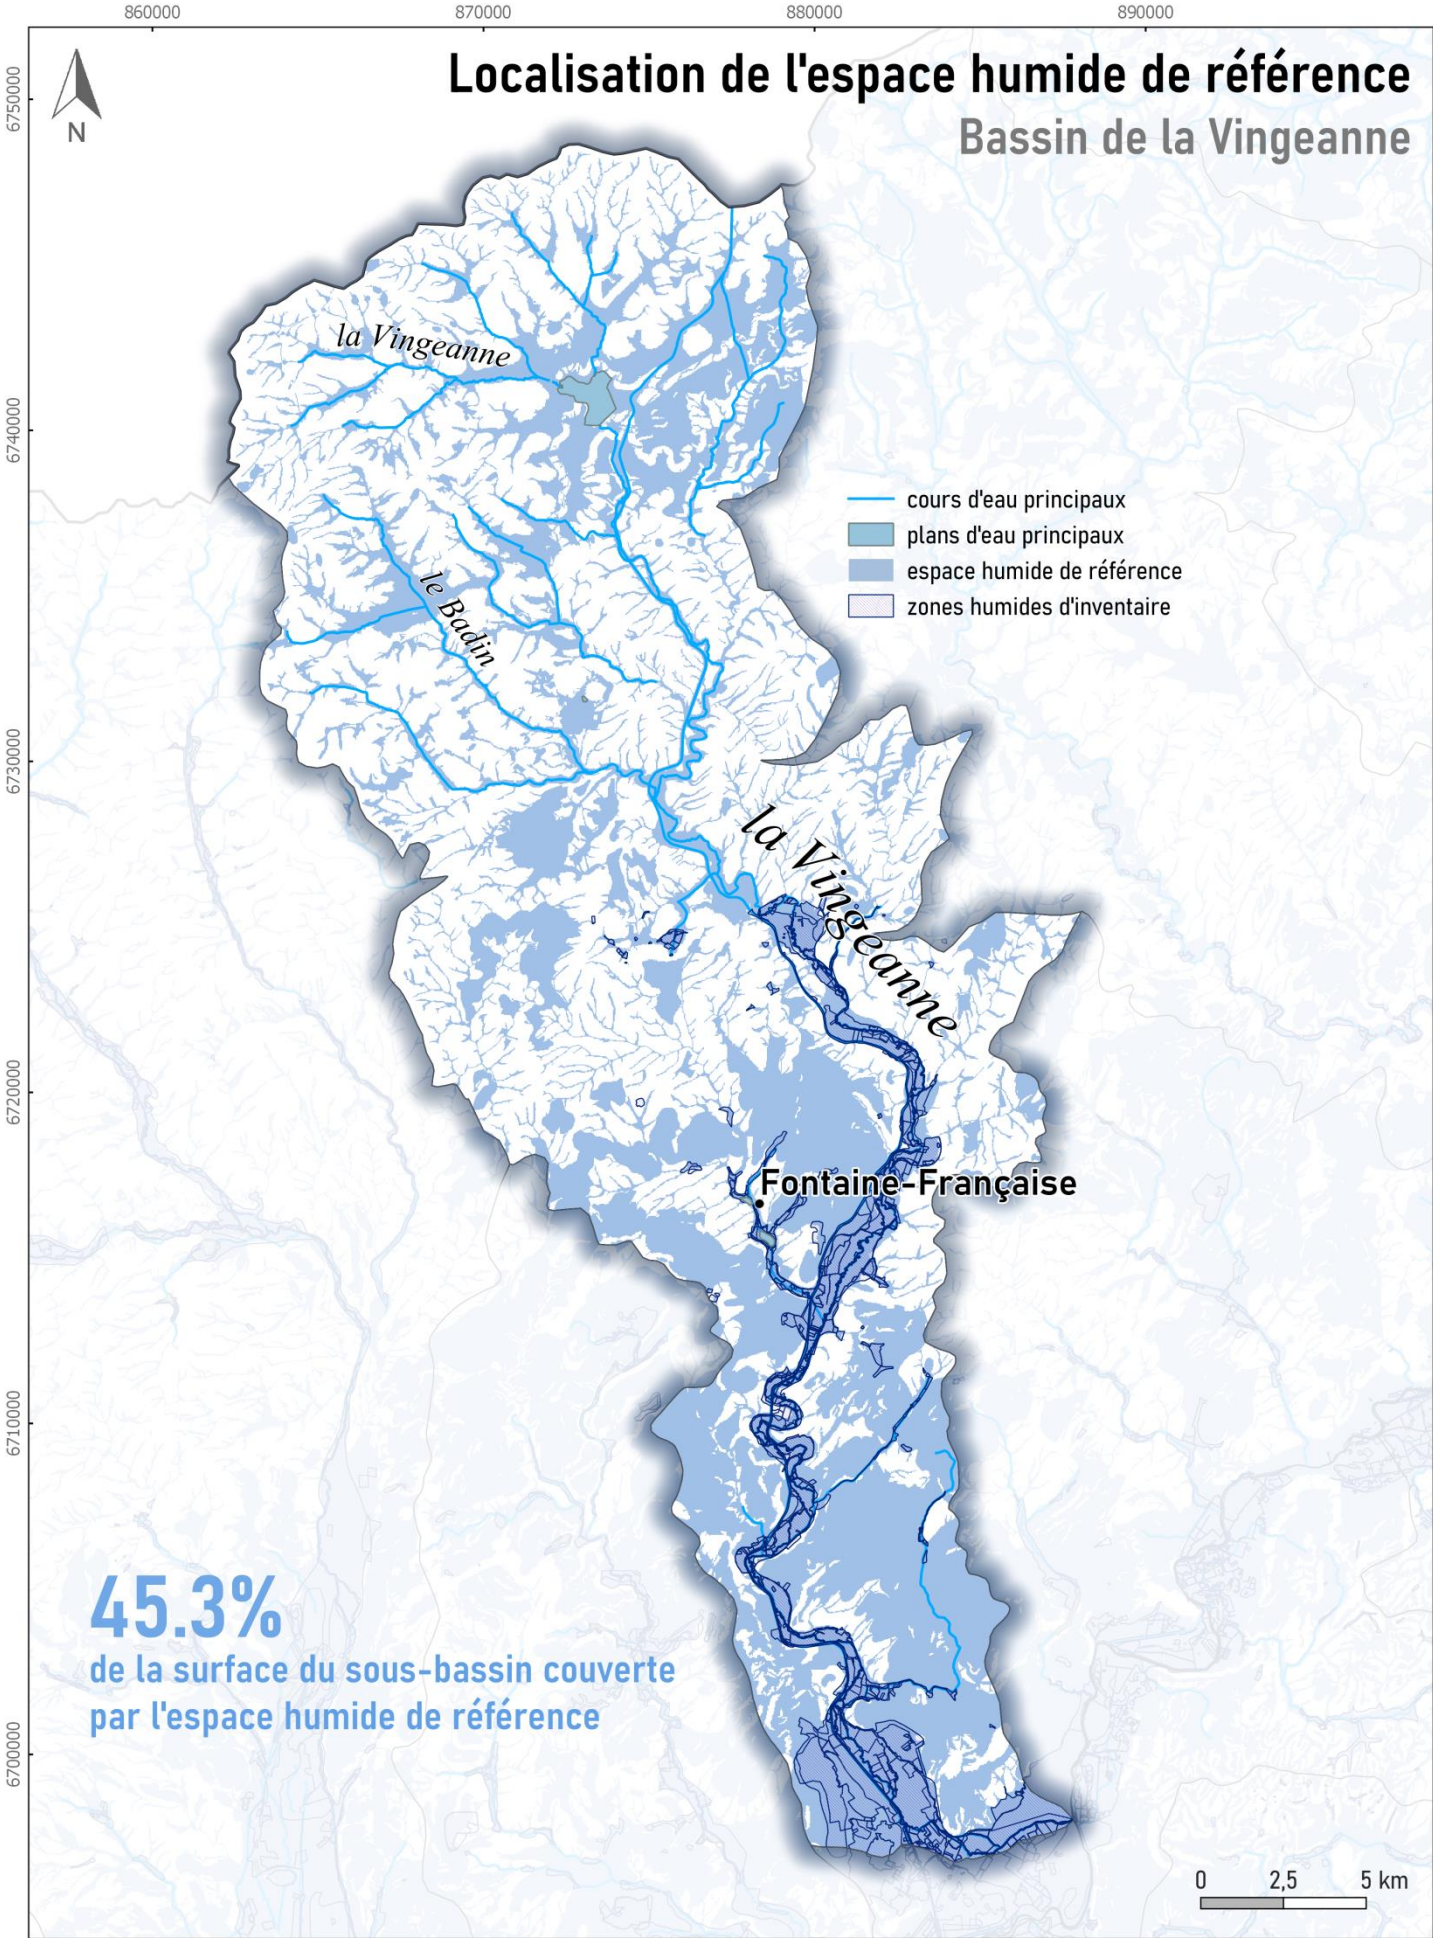 860000 870000 880000 890000
Localisation de l'espace humide de référence
Bassin de la Vingeanne
N
6750000
la Vingeanne
6740000
cours d'eau principaux
plans d'eau principaux
espace humide de référence
zones humides d'inventaire
le Badin
6730000
la Vingeanne
6720000
Fontaine-Française
6710000
45.3%
de la surface du sous-bassin couverte
par l'espace humide de référence
6700000
0 2,5 5 km